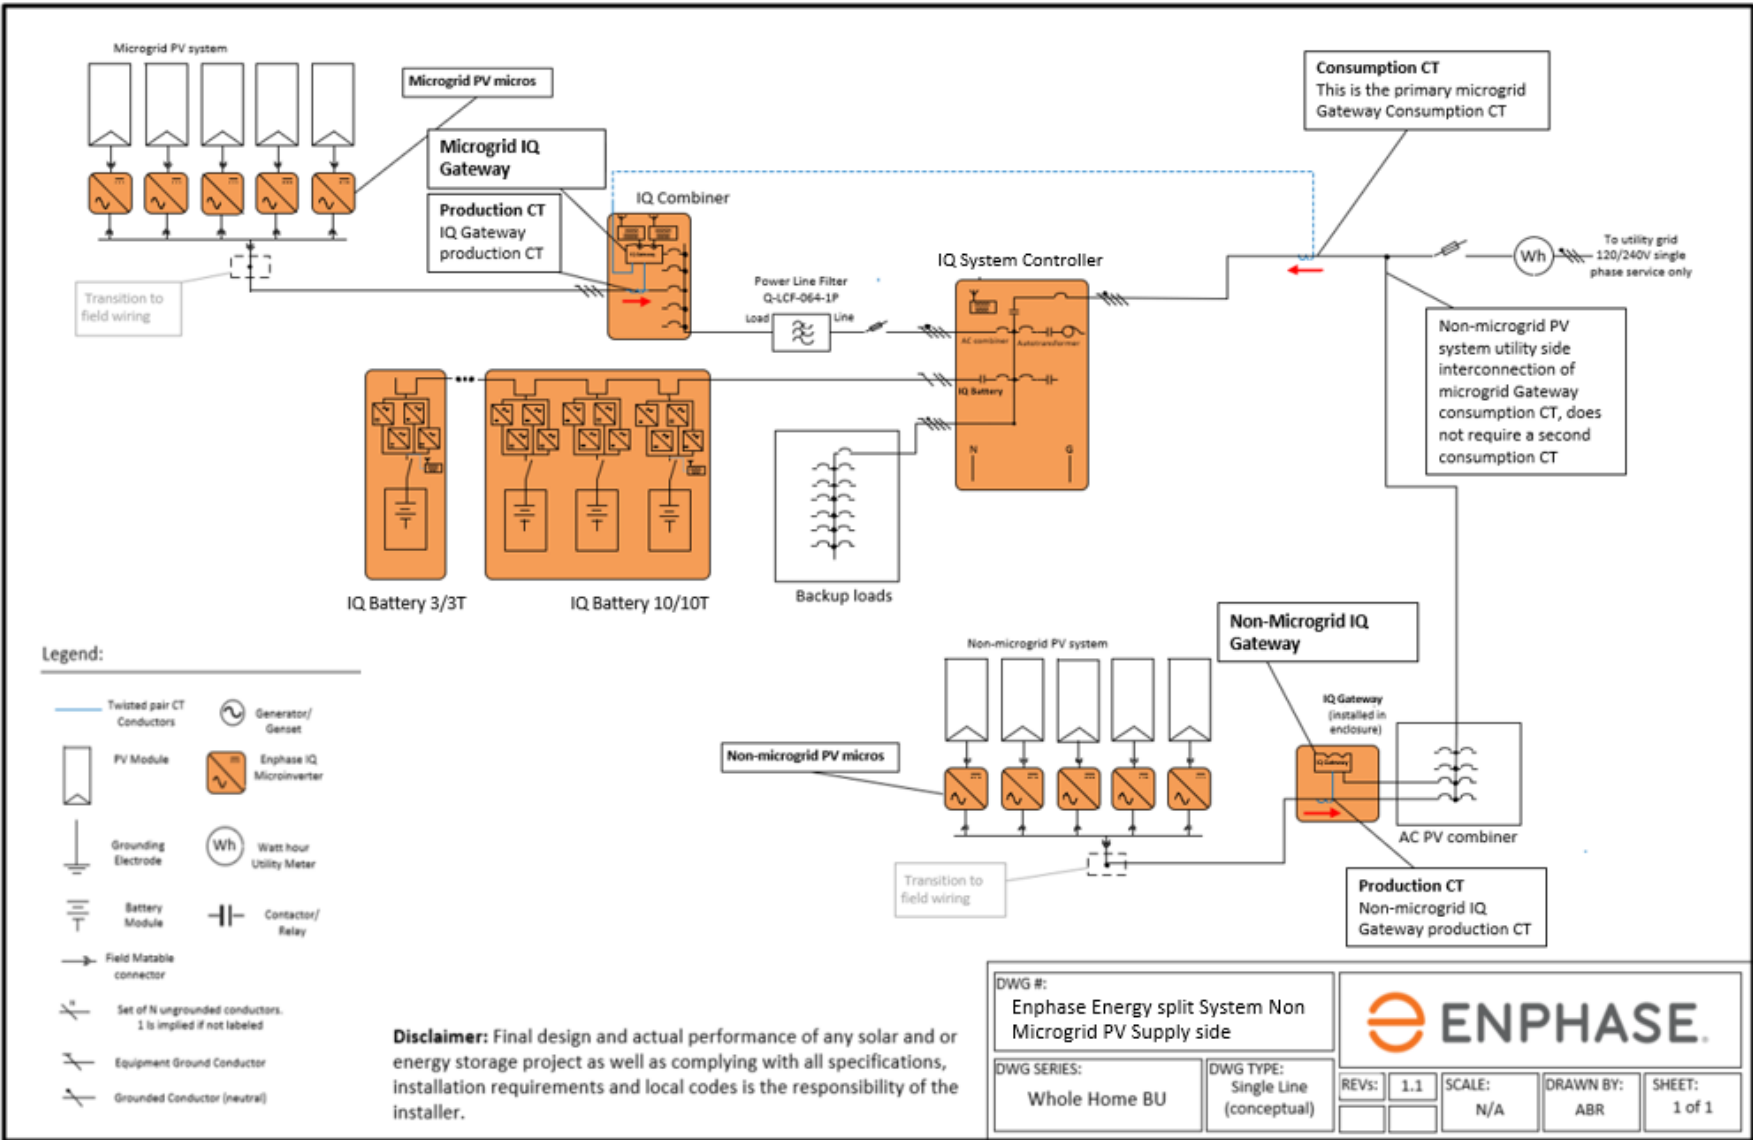 Microgrid PV system
Microgrid PV micros
Microgrid IQ
Gateway
Production CT
IQ Gateway
production CT
IQ Combiner
IQ Gateway
Transition to
field wiring
Power Line Filter
Q-LCF-064-1P
Load
Line
IQ System Controller
AC combiner
Autotransformer
IQ Battery
N
G
Consumption CT
This is the primary microgrid
Gateway Consumption CT
Wh
To utility grid
120/240V single
phase service only
Non-microgrid PV
system utility side
interconnection of
microgrid Gateway
consumption CT, does
not require a second
consumption CT
IQ Battery 3/3T
IQ Battery 10/10T
Backup loads
Non-microgrid PV system
Non-Microgrid IQ
Gateway
Non-microgrid PV micros
IQ Gateway
(installed in
enclosure)
IQ Gateway
AC PV combiner
Transition to
field wiring
Production CT
Non-microgrid IQ
Gateway production CT
Legend:
Twisted pair CT
Conductors
Generator/
Genset
PV Module
Enphase IQ
Microinverter
Grounding
Electrode
Wh
Watt hour
Utility Meter
Battery
Module
Contactor/
Relay
Field Matable
connector
N
Set of N ungrounded conductors.
1 is implied if not labeled
Equipment Ground Conductor
Grounded Conductor (neutral)
Disclaimer: Final design and actual performance of any solar and or
energy storage project as well as complying with all specifications,
installation requirements and local codes is the responsibility of the
installer.
DWG #:
Enphase Energy split System Non
Microgrid PV Supply side
DWG SERIES:
Whole Home BU
DWG TYPE:
Single Line
(conceptual)
ENPHASE.
REVs:
1.1
SCALE:
N/A
DRAWN BY:
ABR
SHEET:
1 of 1